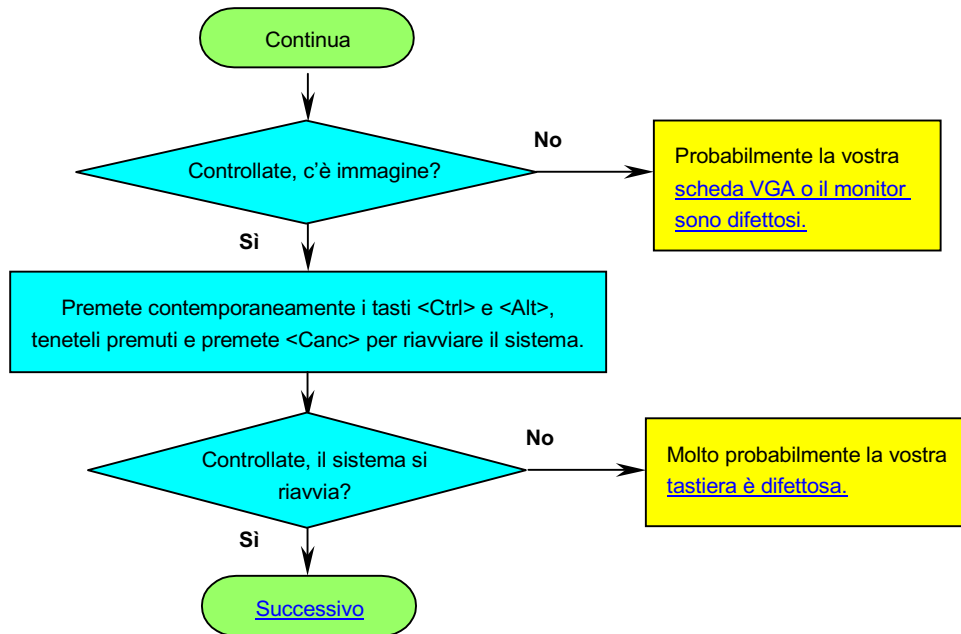 Continua
Controllate, c'è immagine?
No
Probabilmente la vostra
scheda VGA o il monitor
sono difettosi.
Sì
Premete contemporaneamente i tasti <Ctrl> e <Alt>,
teneteli premuti e premete <Canc> per riavviare il sistema.
Controllate, il sistema si
riavvia?
No
Molto probabilmente la vostra
tastiera è difettosa.
Sì
Successivo